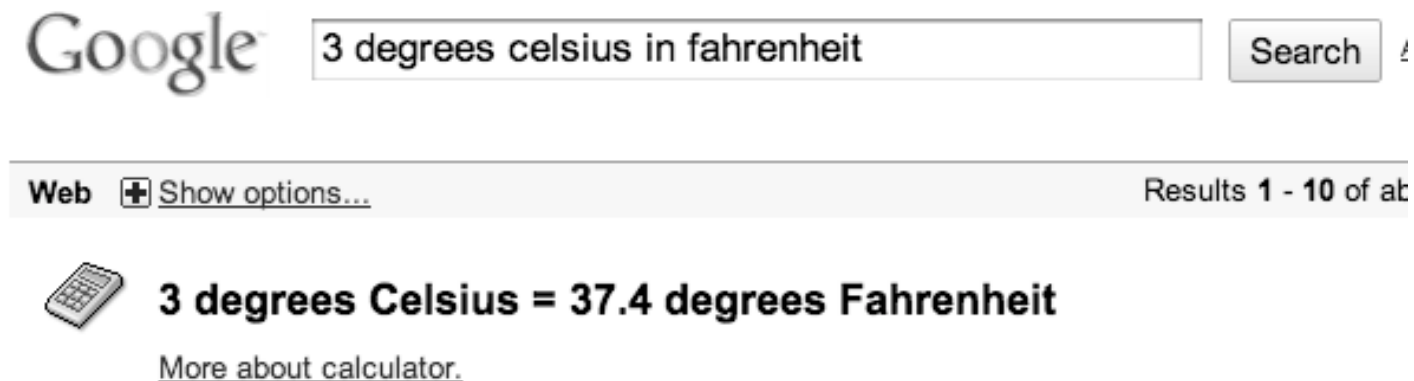 Google 3 degrees celsius in fahrenheit Search
Web Show options... Results 1 - 10 of
3 degrees Celsius = 37.4 degrees Fahrenheit
More about calculator.